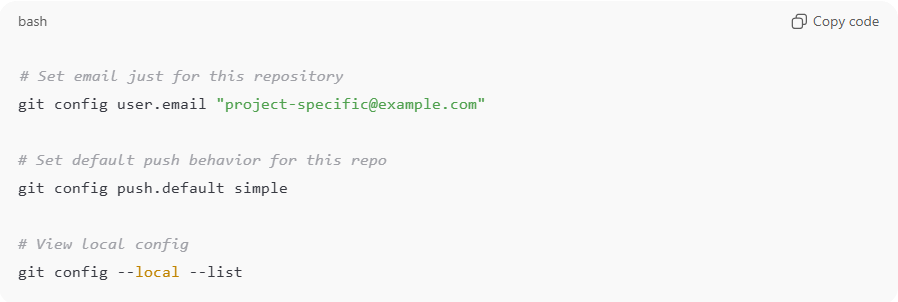 bash
Copy code
# Set email just for this repository
git config user.email "project-specific@example.com"
# Set default push behavior for this repo
git config push.default simple
# View local config
git config --local --list